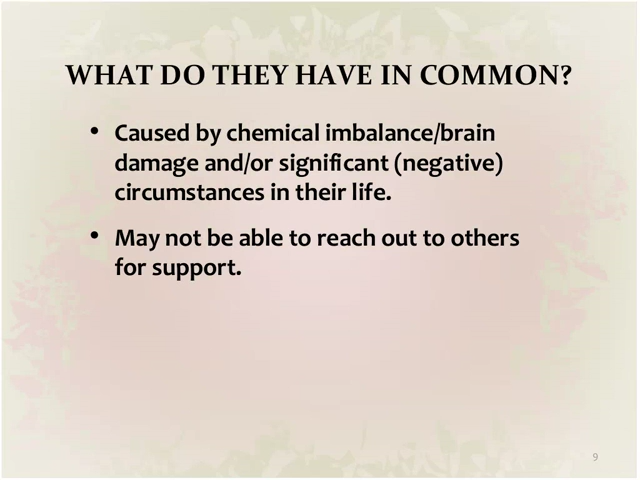 WHAT DO THEY HAVE IN COMMON?
• Caused by chemical imbalance/brain
damage and/or significant (negative)
circumstances in their life.
• May not be able to reach out to others
for support.
9